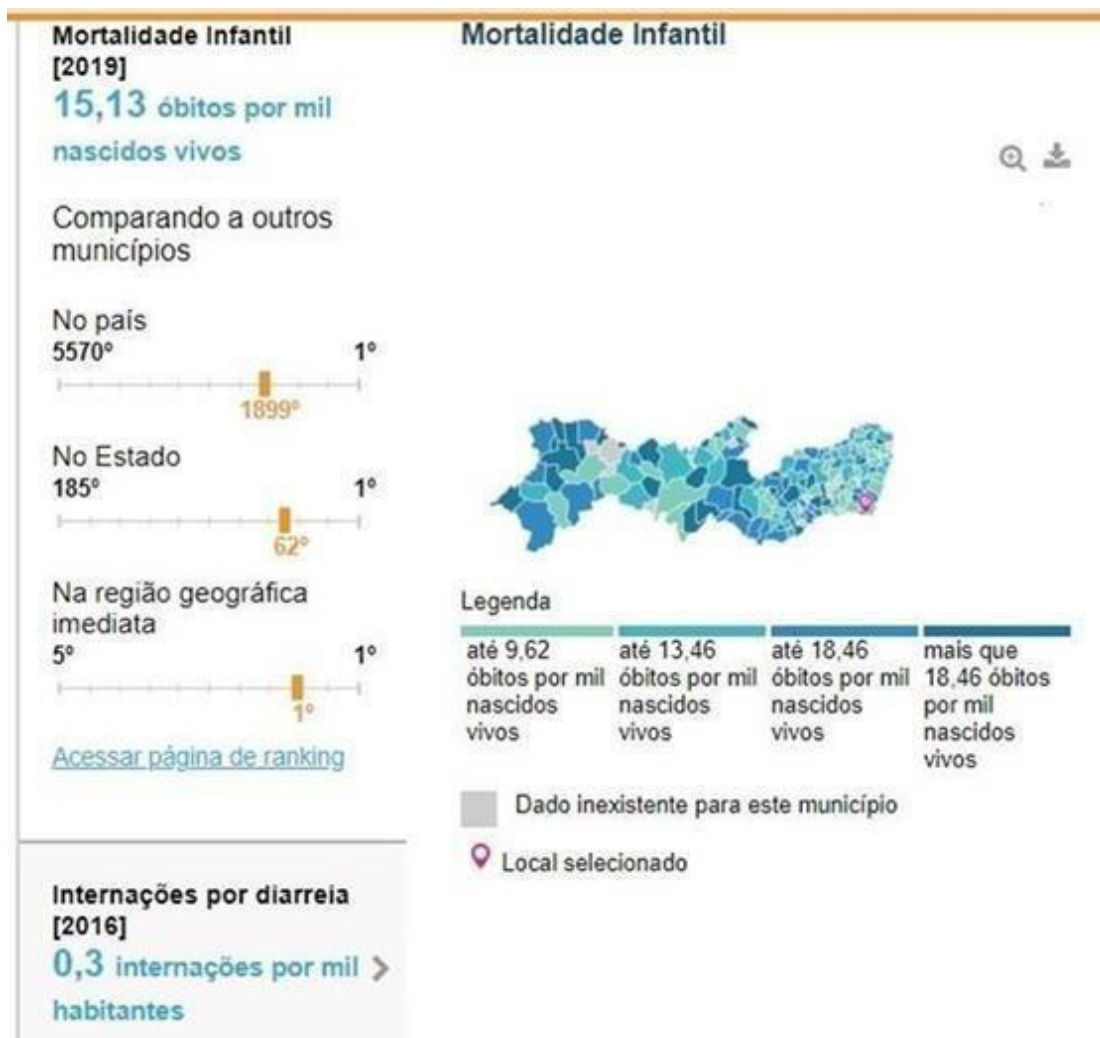 Mortalidade Infantil
[2019]
15,13 óbitos por mil
nascidos vivos
Comparando a outros
municípios
No país
5570º 1º
1899º
No Estado
185º 1º
62º
Na região geográfica
imediata
5º 1º
1º
Acessar página de ranking
Internações por diarreia
[2016]
0,3 internações por mil >
habitantes
Mortalidade Infantil
Legenda
até 9,62
óbitos por mil
nascidos
vivos
até 13,46
óbitos por mil
nascidos
vivos
até 18,46
óbitos por mil
nascidos
vivos
mais que
18,46 óbitos
por mil
nascidos
vivos
Dado inexistente para este município
Local selecionado